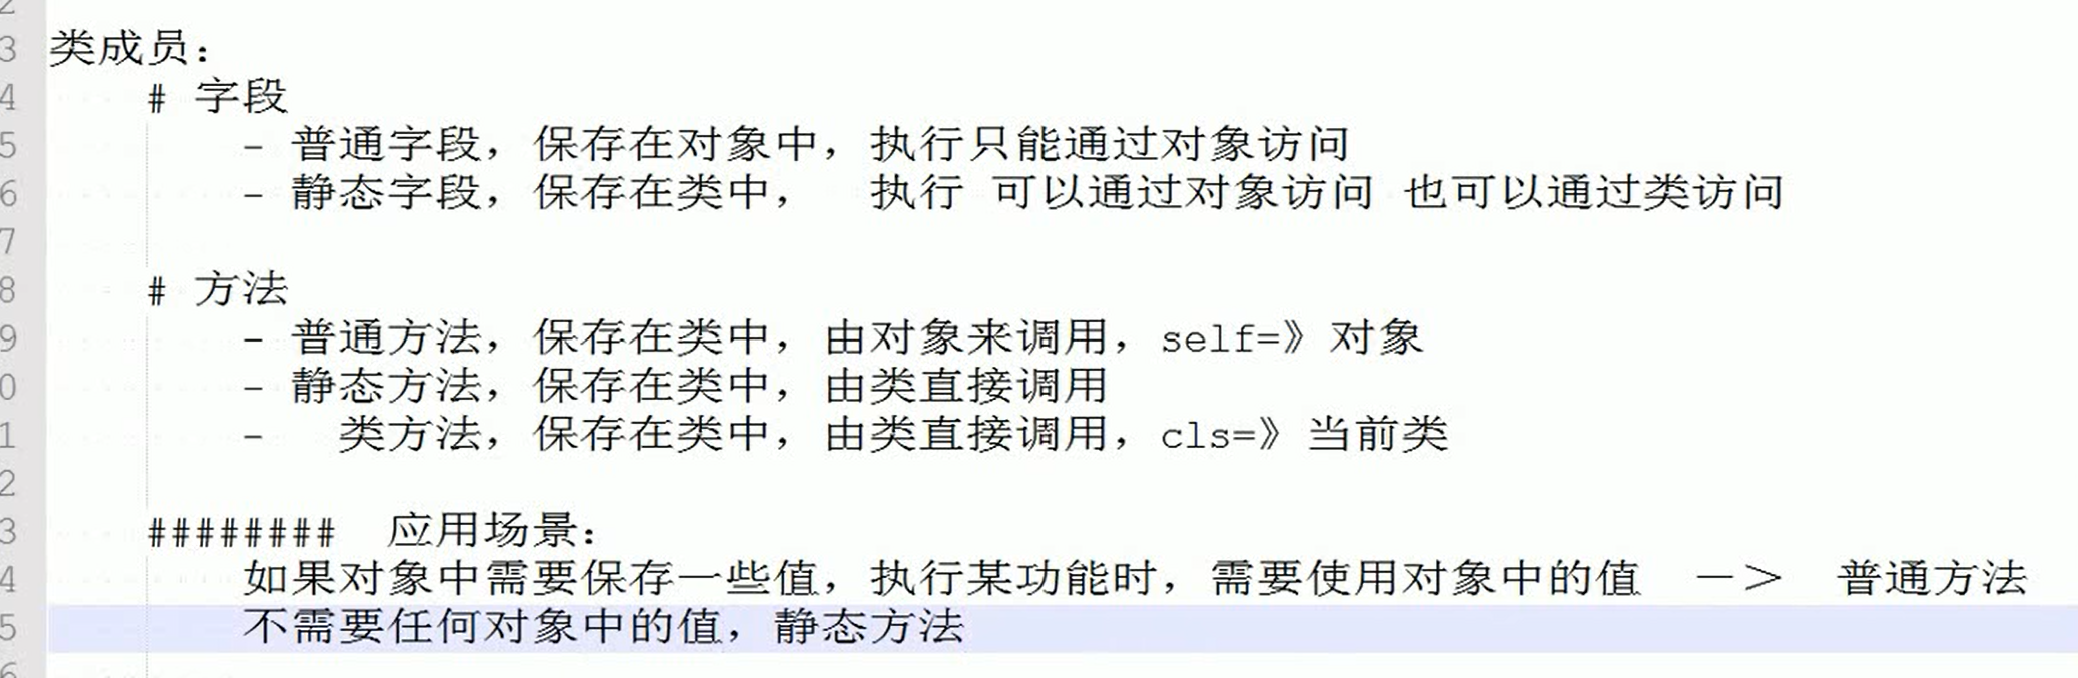 2
3 类成员：
4 # 字段
5 - 普通字段，保存在对象中，执行只能通过对象访问
6 - 静态字段，保存在类中， 执行 可以通过对象访问 也可以通过类访问
7
8 # 方法
9 - 普通方法，保存在类中，由对象来调用，self=》对象
0 - 静态方法，保存在类中，由类直接调用
1 - 类方法，保存在类中，由类直接调用，cls=》当前类
2
3 ######## 应用场景：
4 如果对象中需要保存一些值，执行某功能时，需要使用对象中的值 —> 普通方法
5 不需要任何对象中的值，静态方法
6